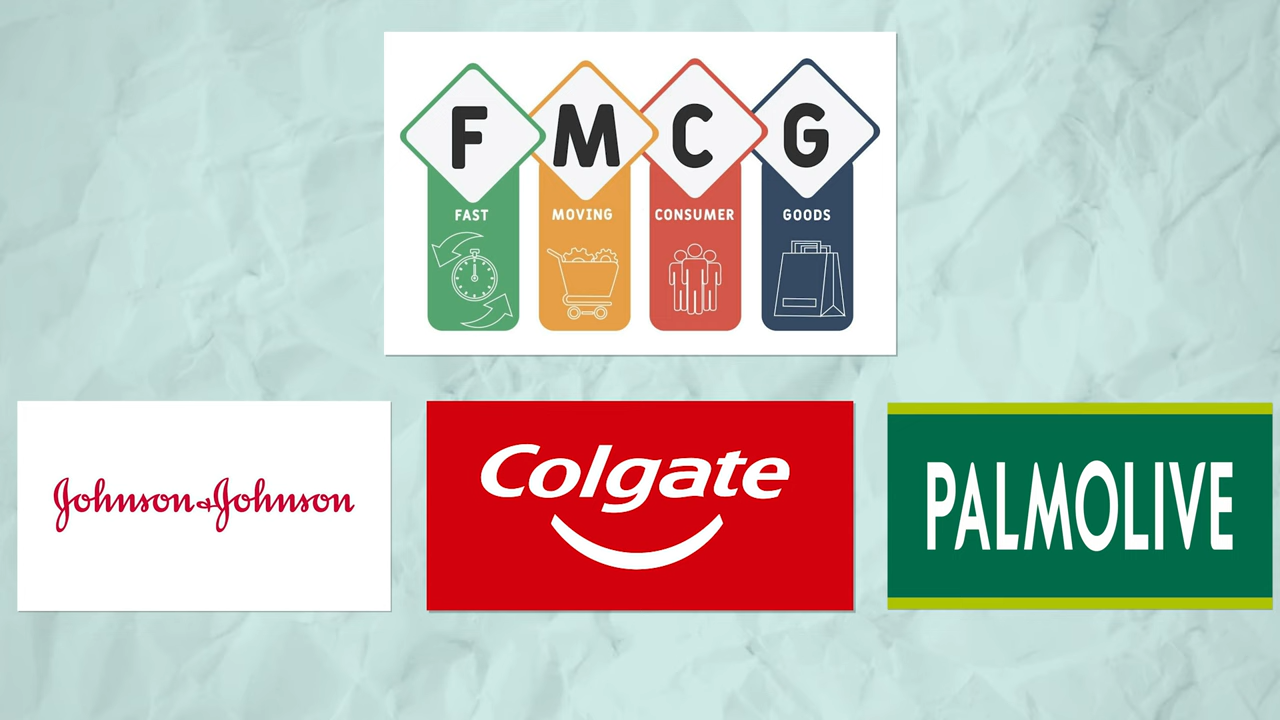 F M C G
FAST MOVING CONSUMER GOODS
Johnson & Johnson
Colgate
PALMOLIVE